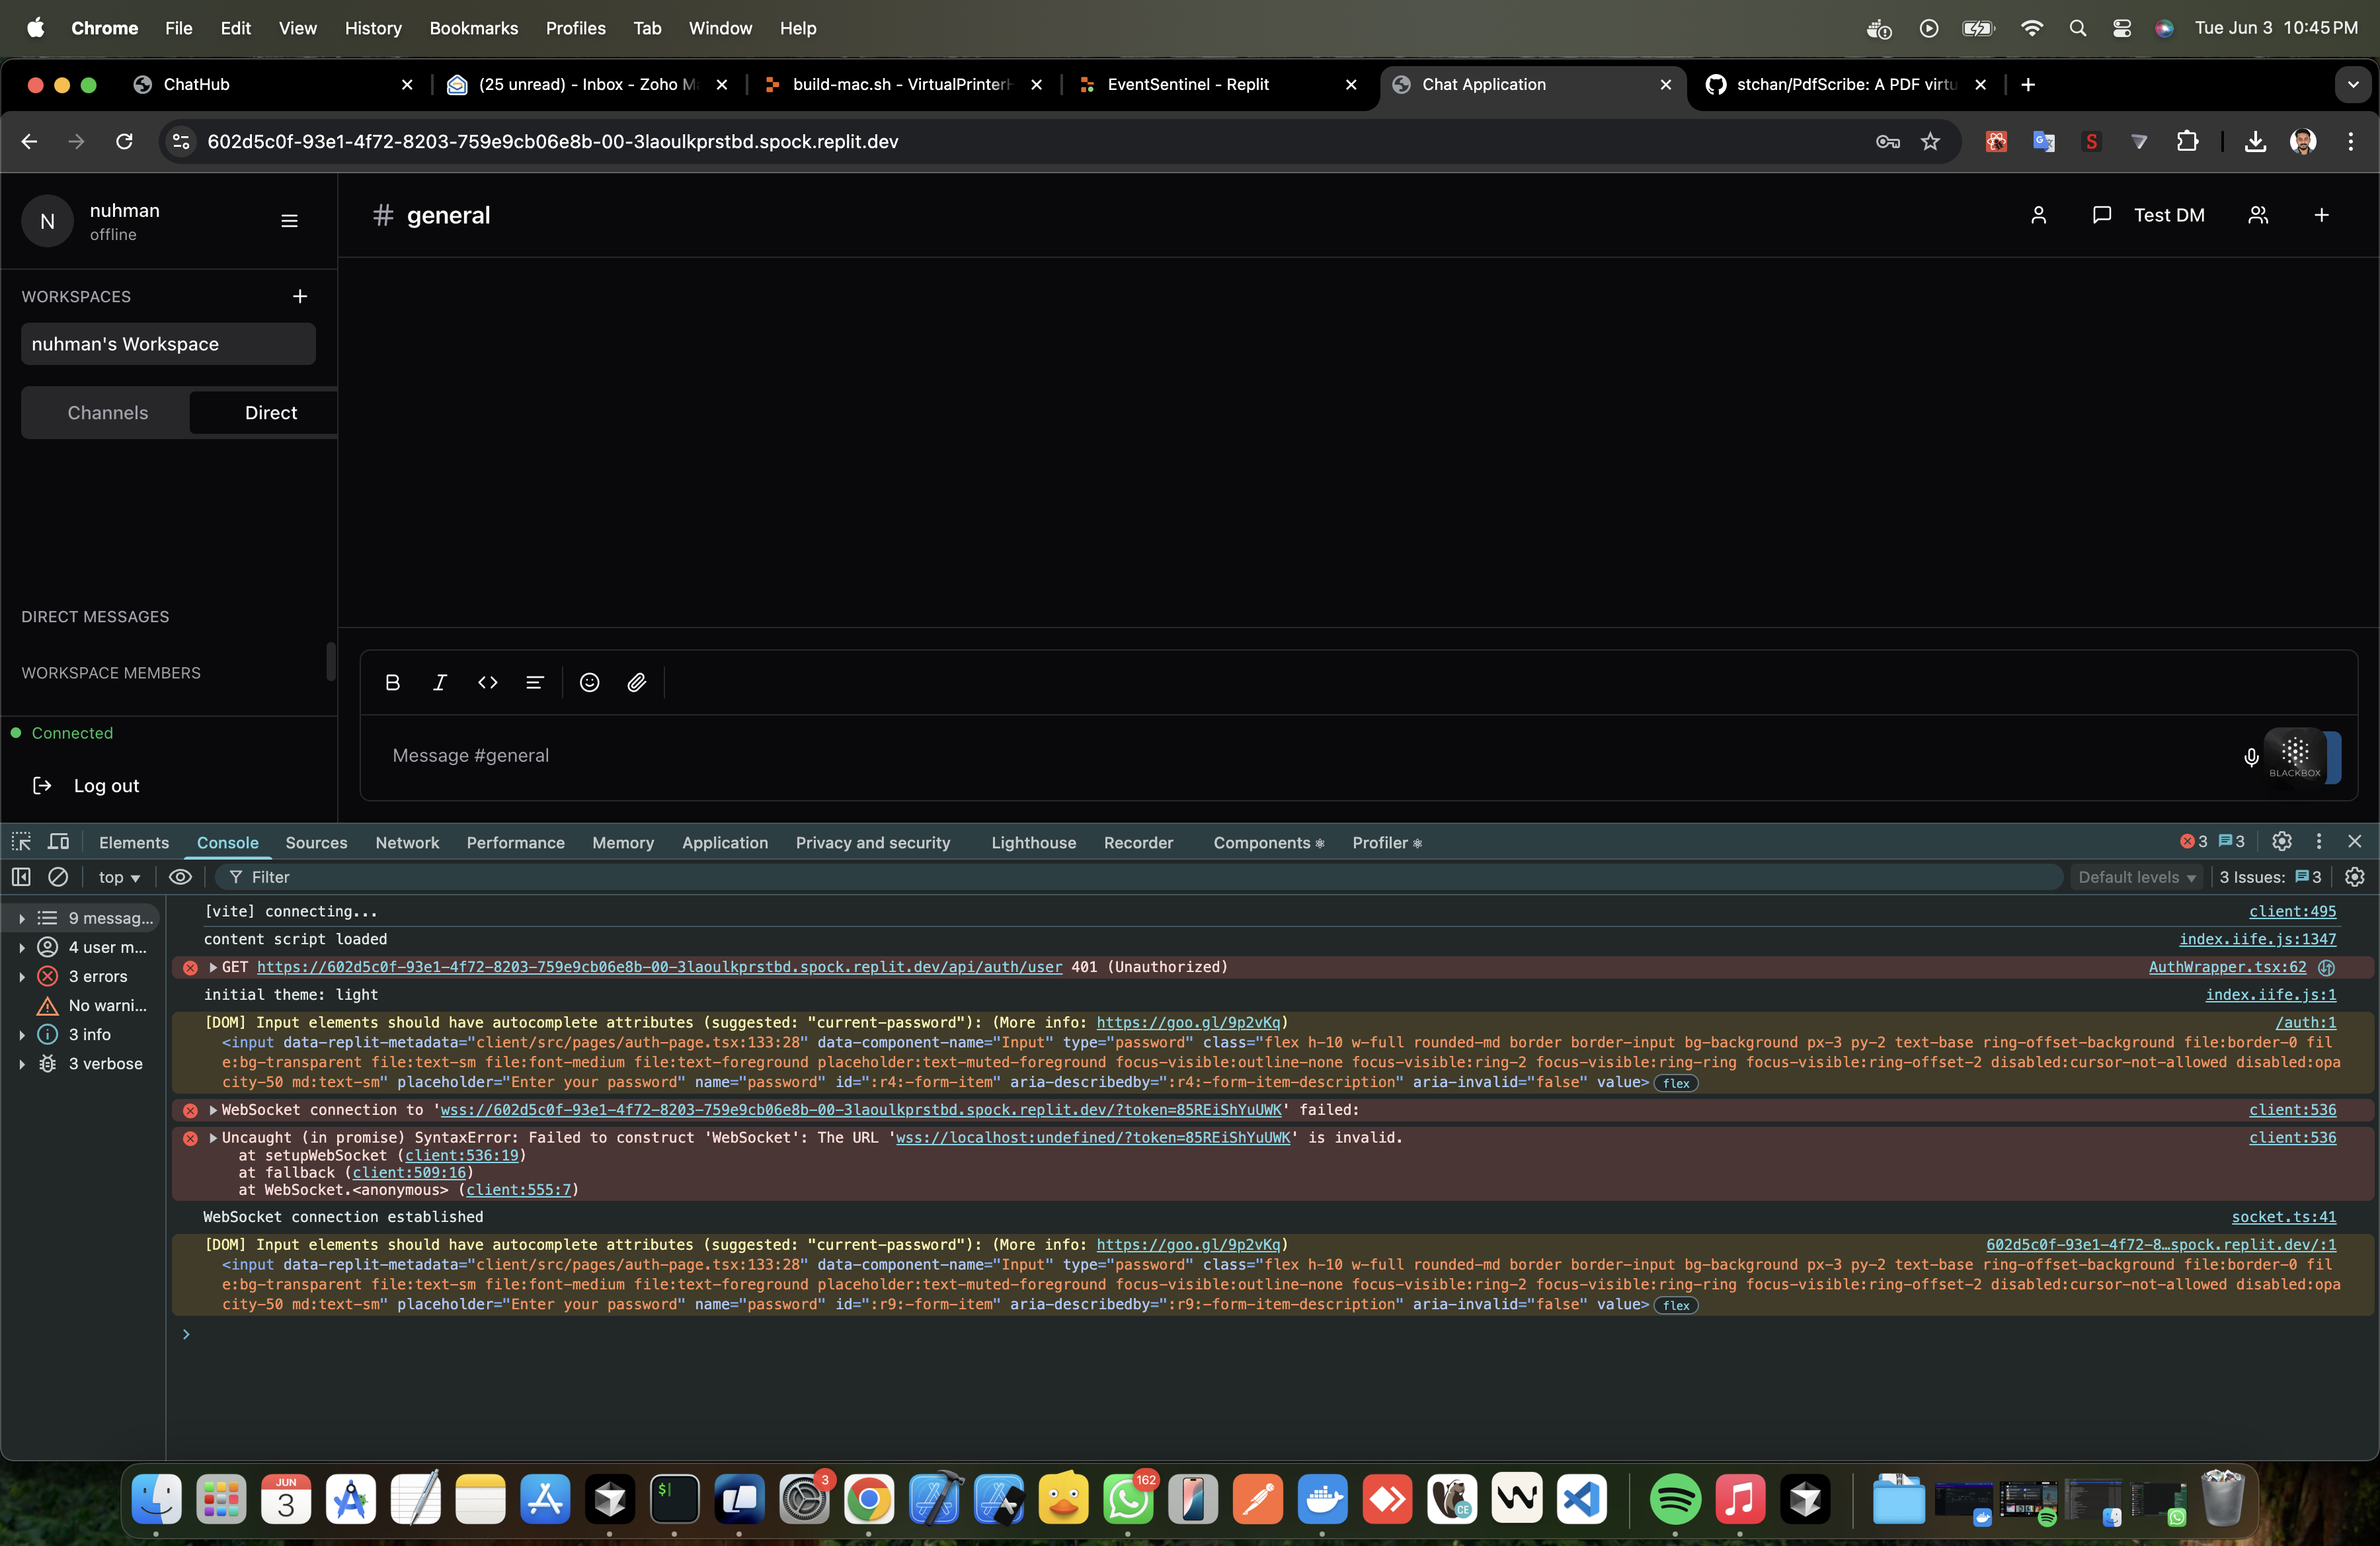 Chrome File Edit View History Bookmarks Profiles Tab Window Help Tue Jun 3 10:45 PM
ChatHub (25 unread) - Inbox - Zoho Ma build-mac.sh - VirtualPrinterH EventSentinel - Replit Chat Application stchan/PdfScribe: A PDF virtu
602d5c0f-93e1-4f72-8203-759e9cb06e8b-00-3laoulkprstbd.spock.replit.dev
S
N
nuhman
offline
# general
Test DM
WORKSPACES
nuhman's Workspace
Channels Direct
DIRECT MESSAGES
WORKSPACE MEMBERS
Connected
Log out
B I
Message #general
BLACKBOX
Elements Console Sources Network Performance Memory Application Privacy and security Lighthouse Recorder Components Profiler 3 3
top Filter Default levels 3 Issues: 3
9 messag...
4 user m...
3 errors
No warni...
3 info
3 verbose
[vite] connecting... client:495
content script loaded index.iife.js:1347
GET https://602d5c0f-93e1-4f72-8203-759e9cb06e8b-00-3laoulkprstbd.spock.replit.dev/api/auth/user 401 (Unauthorized) AuthWrapper.tsx:62
initial theme: light index.iife.js:1
[DOM] Input elements should have autocomplete attributes (suggested: "current-password"): (More info: https://goo.gl/9p2vKq) /auth:1
<input data-replit-metadata="client/src/pages/auth-page.tsx:133:28" data-component-name="Input" type="password" class="flex h-10 w-full rounded-md border border-input bg-background px-3 py-2 text-base ring-offset-background file:border-0 fil
e:bg-transparent file:text-sm file:font-medium file:text-foreground placeholder:text-muted-foreground focus-visible:outline-none focus-visible:ring-2 focus-visible:ring-ring focus-visible:ring-offset-2 disabled:cursor-not-allowed disabled:opa
city-50 md:text-sm" placeholder="Enter your password" name="password" id=":r4:-form-item" aria-describedby=":r4:-form-item-description" aria-invalid="false" value> flex
WebSocket connection to 'wss://602d5c0f-93e1-4f72-8203-759e9cb06e8b-00-3laoulkprstbd.spock.replit.dev/?token=85REiShYuUWK' failed: client:536
Uncaught (in promise) SyntaxError: Failed to construct 'WebSocket': The URL 'wss://localhost:undefined/?token=85REiShYuUWK' is invalid. client:536
at setupWebSocket (client:536:19)
at fallback (client:509:16)
at WebSocket.<anonymous> (client:555:7)
WebSocket connection established socket.ts:41
[DOM] Input elements should have autocomplete attributes (suggested: "current-password"): (More info: https://goo.gl/9p2vKq) 602d5c0f-93e1-4f72-8…spock.replit.dev/:1
<input data-replit-metadata="client/src/pages/auth-page.tsx:133:28" data-component-name="Input" type="password" class="flex h-10 w-full rounded-md border border-input bg-background px-3 py-2 text-base ring-offset-background file:border-0 fil
e:bg-transparent file:text-sm file:font-medium file:text-foreground placeholder:text-muted-foreground focus-visible:outline-none focus-visible:ring-2 focus-visible:ring-ring focus-visible:ring-offset-2 disabled:cursor-not-allowed disabled:opa
city-50 md:text-sm" placeholder="Enter your password" name="password" id=":r9:-form-item" aria-describedby=":r9:-form-item-description" aria-invalid="false" value> flex
JUN
3
3
162
CE